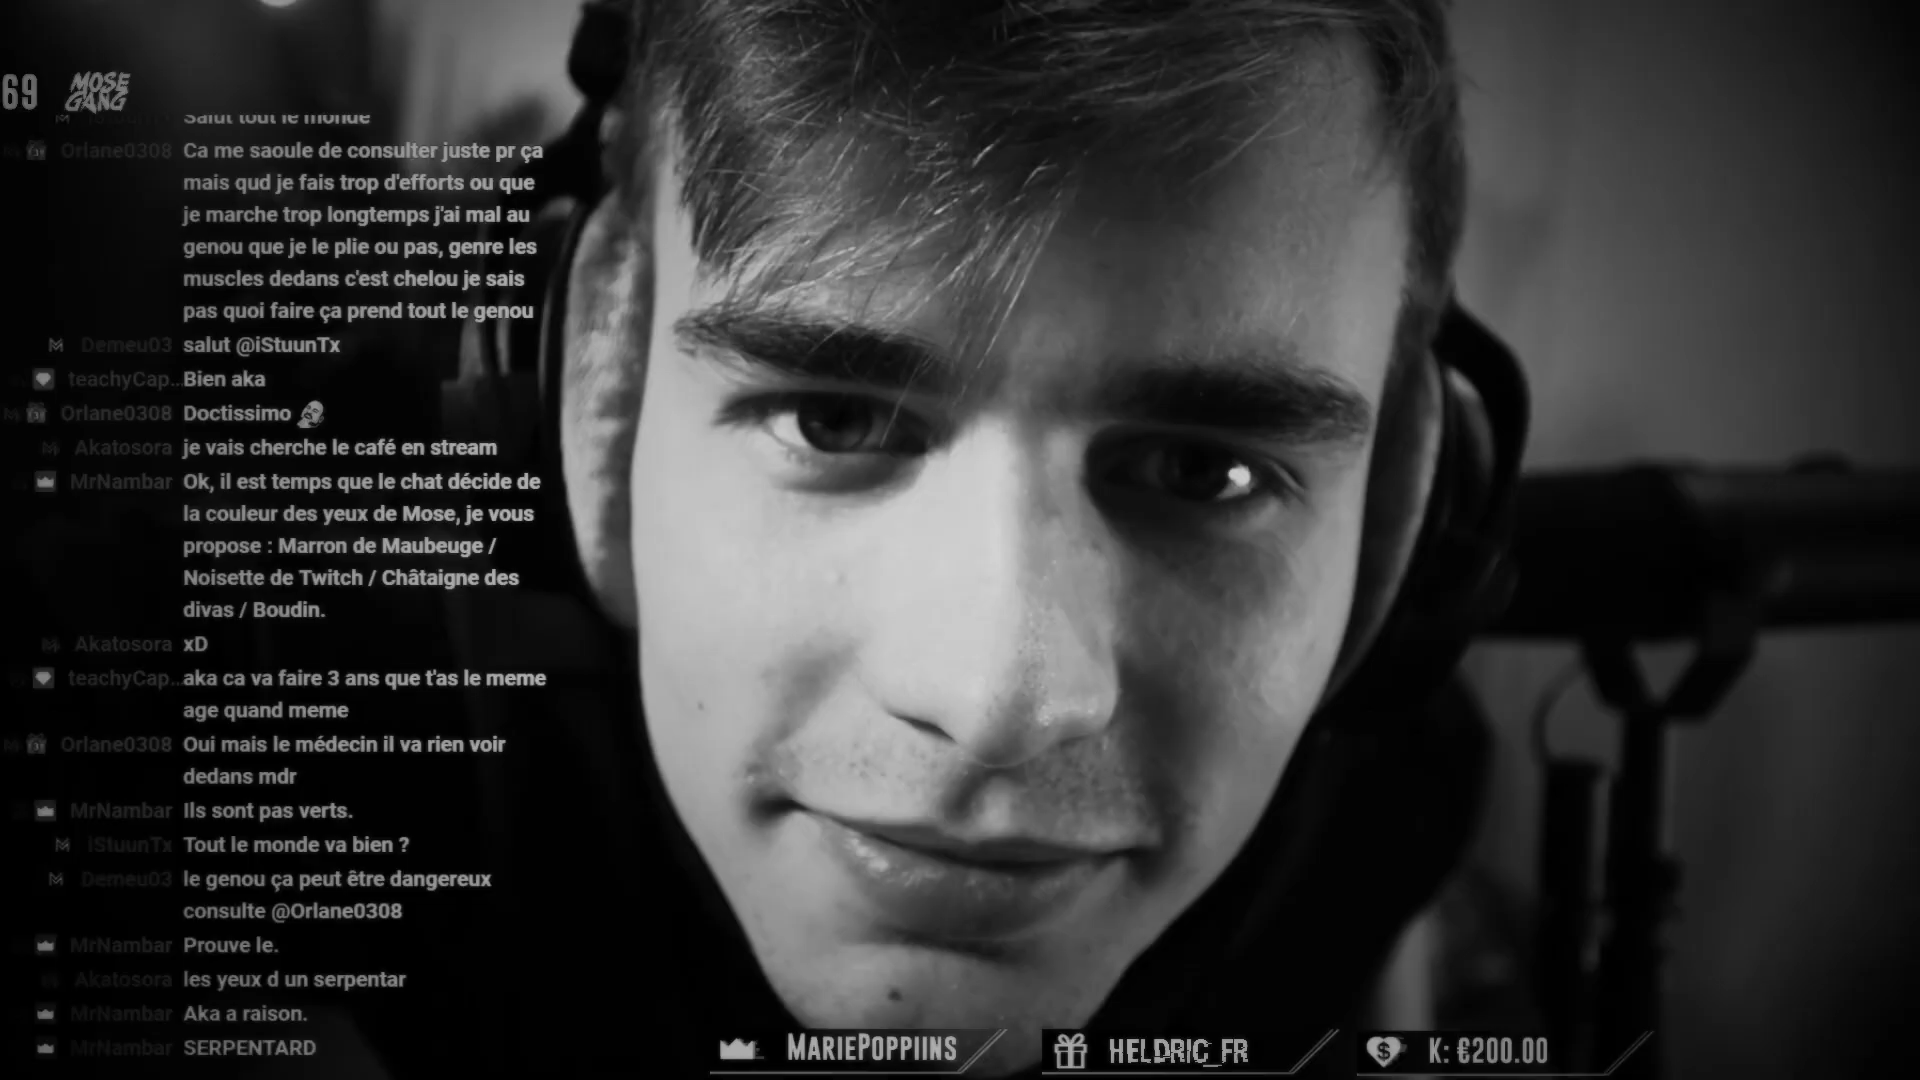 69 MOSE GANG
Salut tout le monde
Orlane0308 Ca me saoule de consulter juste pr ça
mais qud je fais trop d'efforts ou que
je marche trop longtemps j'ai mal au
genou que je le plie ou pas, genre les
muscles dedans c'est chelou je sais
pas quoi faire ça prend tout le genou
Demeu03 salut @iStuunTx
teachyCap... Bien aka
Orlane0308 Doctissimo
Akatosora je vais cherche le café en stream
MrNambar Ok, il est temps que le chat décide de
la couleur des yeux de Mose, je vous
propose : Marron de Maubeuge /
Noisette de Twitch / Châtaigne des
divas / Boudin.
Akatosora xD
teachyCap... aka ca va faire 3 ans que t'as le meme
age quand meme
Orlane0308 Oui mais le médecin il va rien voir
dedans mdr
MrNambar Ils sont pas verts.
iStuunTx Tout le monde va bien ?
Demeu03 le genou ça peut être dangereux
consulte @Orlane0308
MrNambar Prouve le.
Akatosora les yeux d un serpentar
MrNambar Aka a raison.
MrNambar SERPENTARD
MARIEPOPPIINS HELDRIC_FR K: €200.00